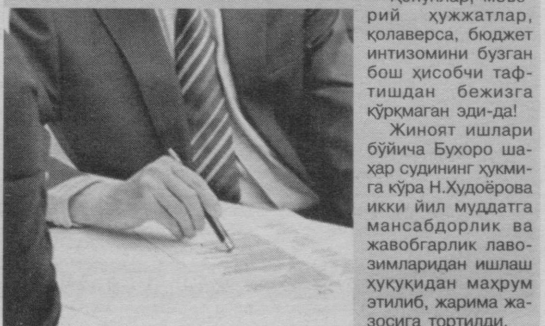 рий ҳужжатлар,
қолаверса, бюджет
интизомини бузган
бош ҳисобчи таф-
тишдан бежизга
қўрқмаган эди-да!
Жиноят ишлари
бўйича Бухоро ша-
ҳар судининг ҳукми-
га кўра Н.Худоёрова
икки йил муддатга
мансабдорлик ва
жавобгарлик лаво-
зимларидан ишлаш
ҳуқуқидан маҳрум
этилиб, жарима жа-
зосига тортилди.